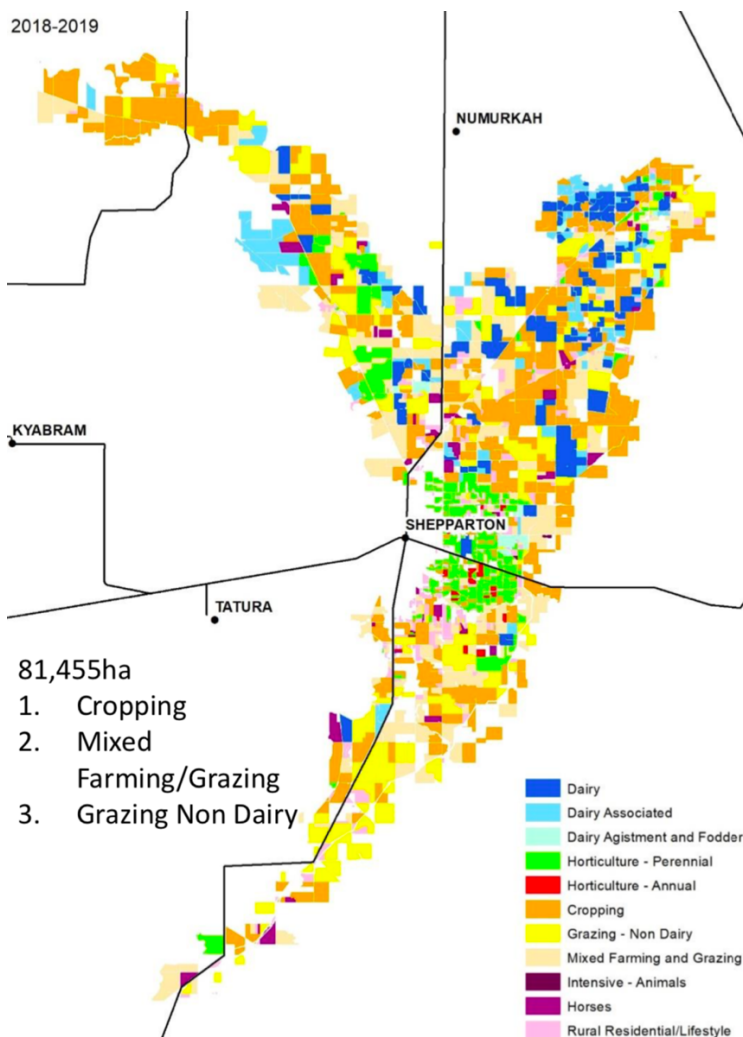 2018-2019
NUMURKAH
KYABRAM
SHEPPARTON
TATURA
81,455ha
1. Cropping
2. Mixed
Farming/Grazing
3. Grazing Non Dairy
Dairy
Dairy Associated
Dairy Agistment and Fodder
Horticulture - Perennial
Horticulture - Annual
Cropping
Grazing - Non Dairy
Mixed Farming and Grazing
Intensive - Animals
Horses
Rural Residential/Lifestyle